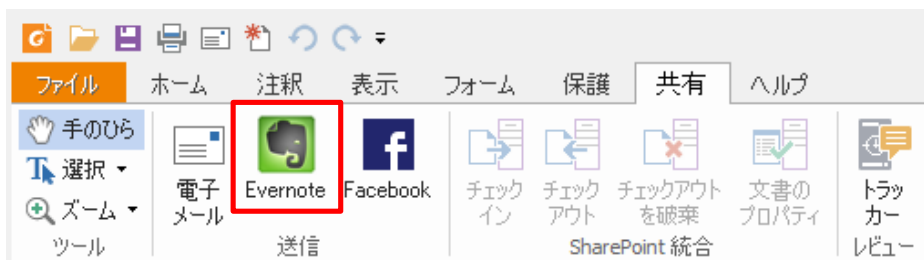 ファイル ホーム 注釈 表示 フォーム 保護 共有 ヘルプ
手のひら
選択
ズーム
ツール
電子
メール
Evernote
Facebook
送信
チェック
イン
チェック
アウト
チェックアウト
を破棄
文書の
プロパティ
SharePoint 統合
トラッ
カー
レビュー